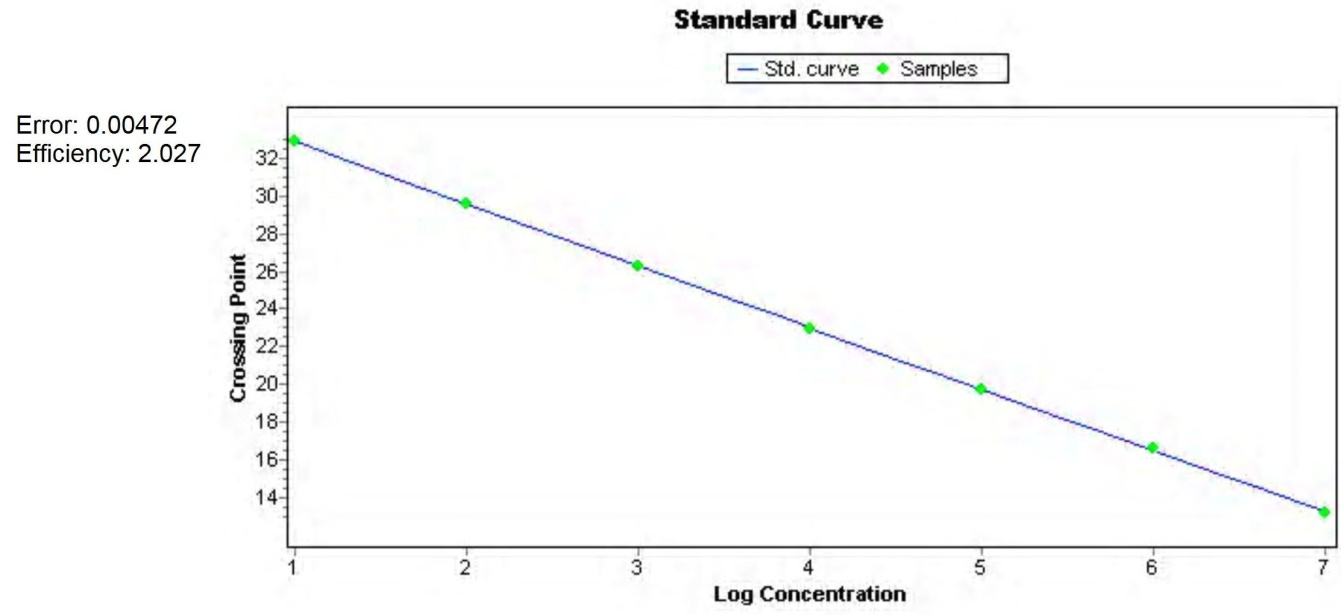 Standard Curve
Std. curve Samples
Error: 0.00472
Efficiency: 2.027
Crossing Point
32
30
28
26
24
22
20
18
16
14
1 2 3 4 5 6 7
Log Concentration